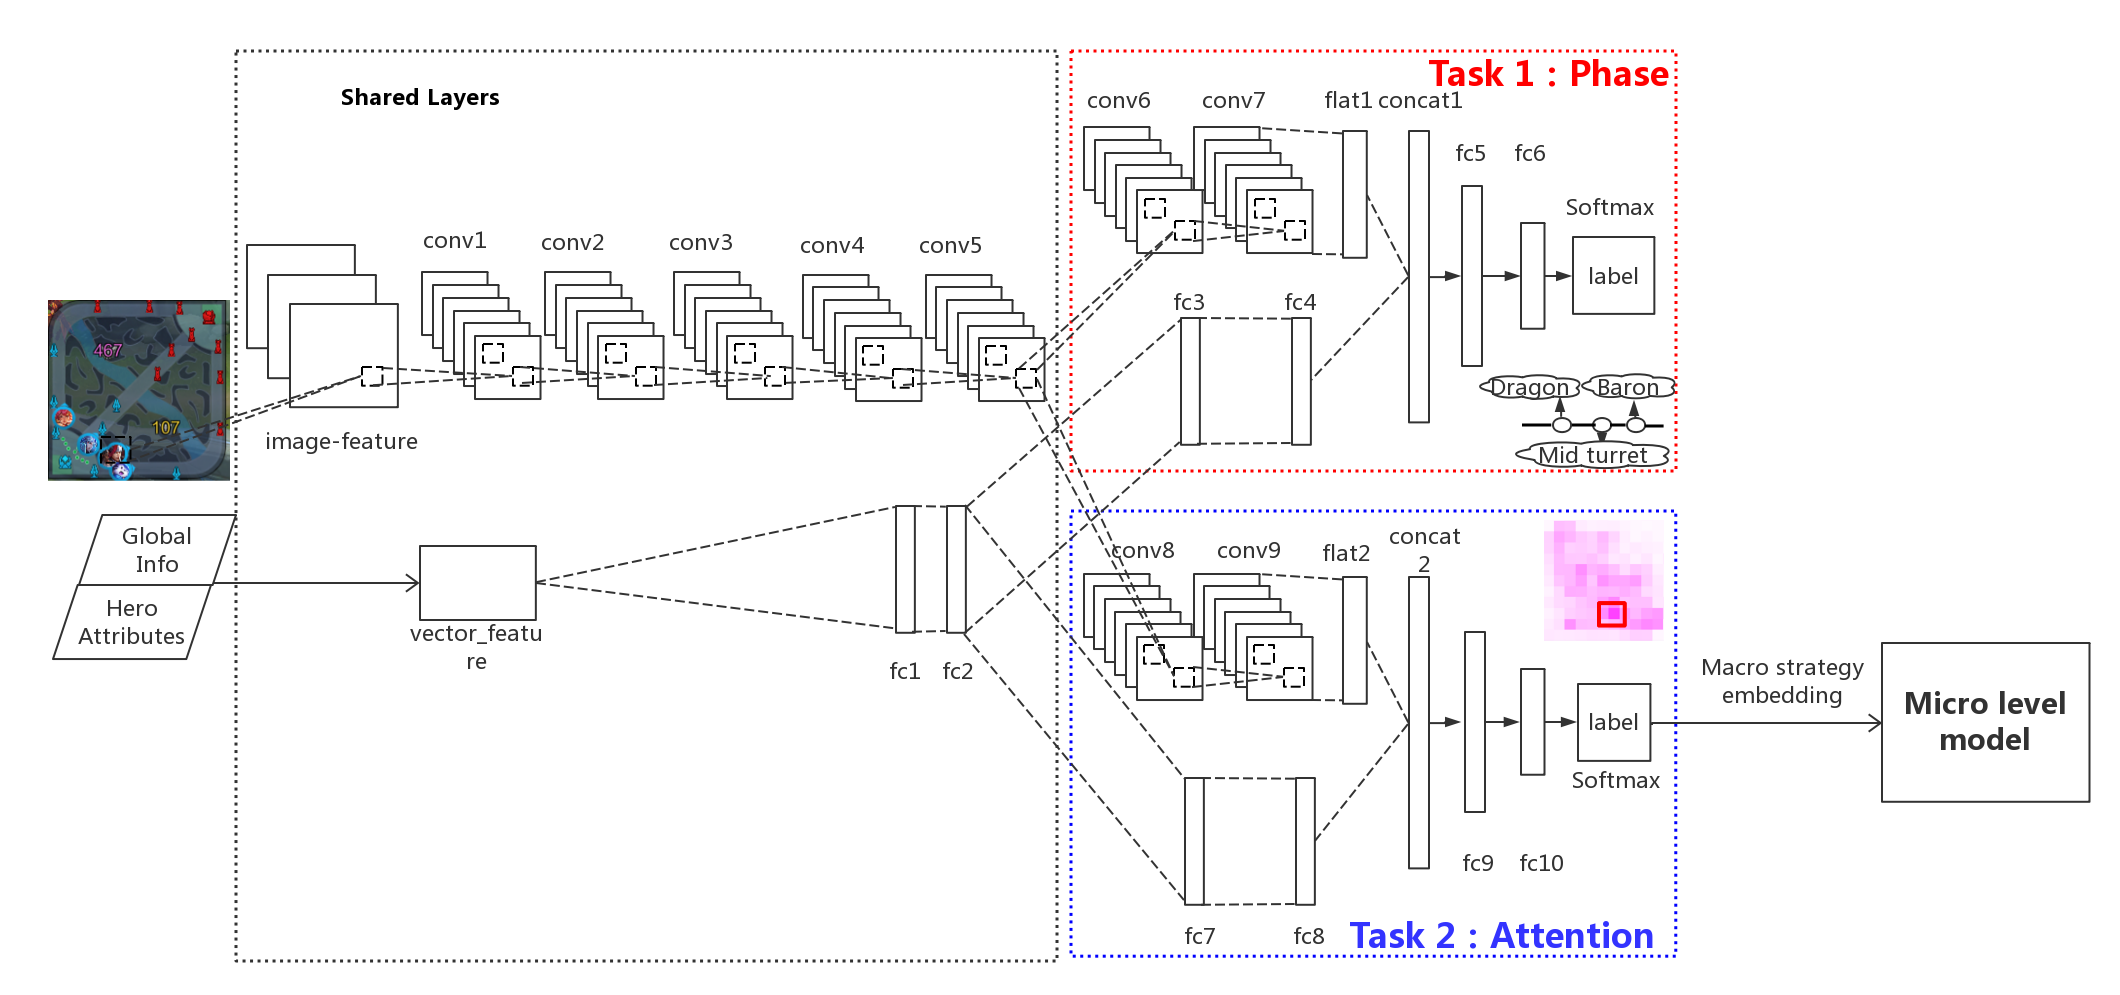 Shared Layers
conv1
conv2
conv3
conv4
conv5
467
107
image-feature
Global
Info
Hero
Attributes
vector_featu
re
fc1
fc2
Task 1 : Phase
conv6
conv7
flat1
concat1
fc5
fc6
Softmax
label
fc3
fc4
Dragon
Baron
Mid turret
conv8
conv9
flat2
concat
2
label
Softmax
fc9
fc10
fc7
fc8
Task 2 : Attention
Macro strategy
embedding
Micro level
model